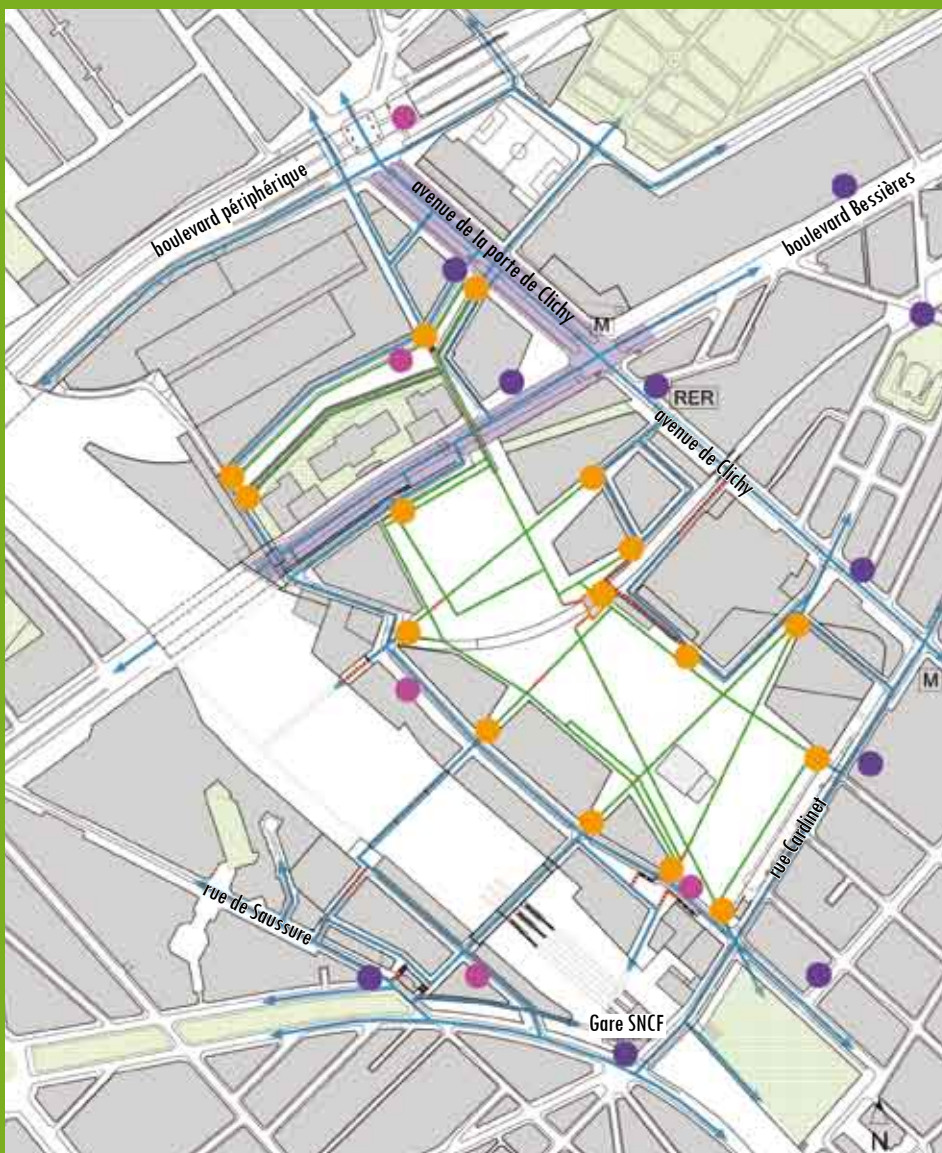 boulevard périphérique
avenue de la porte de Clichy
boulevard Bessières
M
RER
avenue de Clichy
M
rue Cardinet
rue de Saussure
Gare SNCF
N